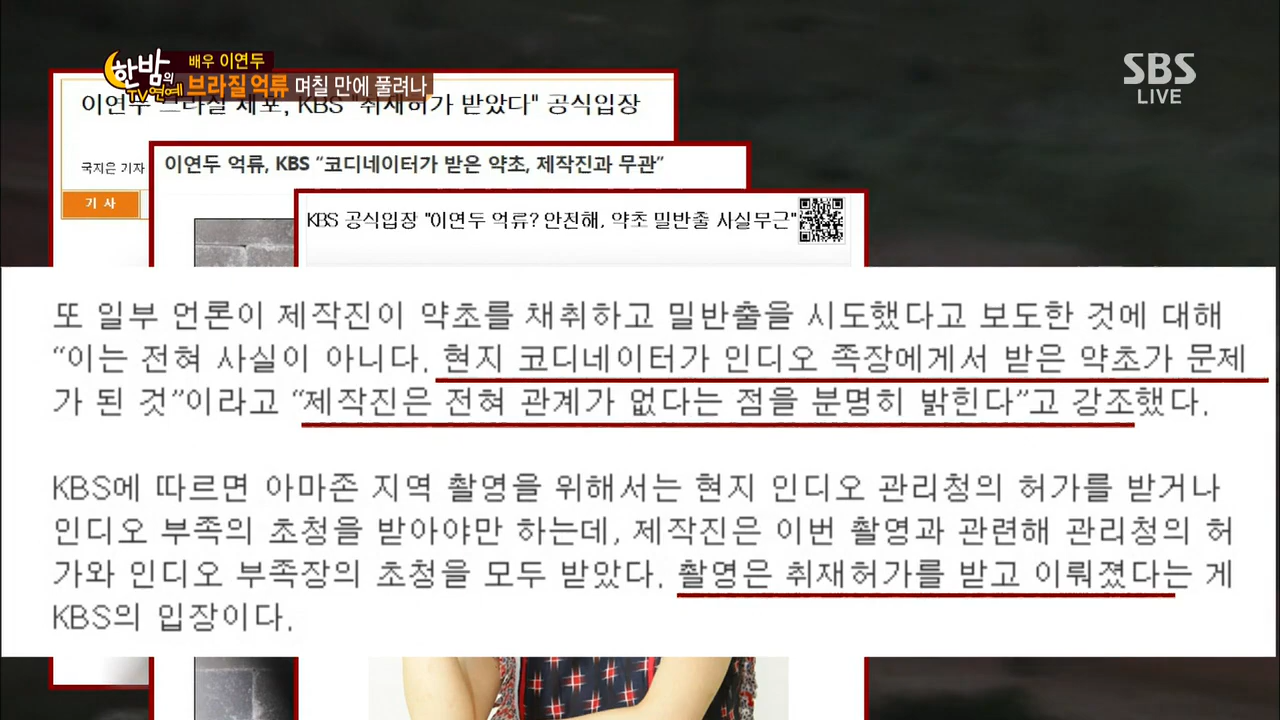 한밤의
TV연예
배우 이연두
브라질 억류 며칠 만에 풀려나
SBS
LIVE
이연두 브라질 체포, KBS "취재허가 받았다" 공식입장
국지은 기자
기 사
이연두 억류, KBS “코디네이터가 받은 약초, 제작진과 무관”
KBS 공식입장 "이연두 억류? 안전해, 약초 밀반출 사실무근"
또 일부 언론이 제작진이 약초를 채취하고 밀반출을 시도했다고 보도한 것에 대해
“이는 전혀 사실이 아니다. 현지 코디네이터가 인디오 족장에게서 받은 약초가 문제
가 된 것”이라고 “제작진은 전혀 관계가 없다는 점을 분명히 밝힌다”고 강조했다.
KBS에 따르면 아마존 지역 촬영을 위해서는 현지 인디오 관리청의 허가를 받거나
인디오 부족의 초청을 받아야만 하는데, 제작진은 이번 촬영과 관련해 관리청의 허
가와 인디오 부족장의 초청을 모두 받았다. 촬영은 취재허가를 받고 이뤄졌다는 게
KBS의 입장이다.